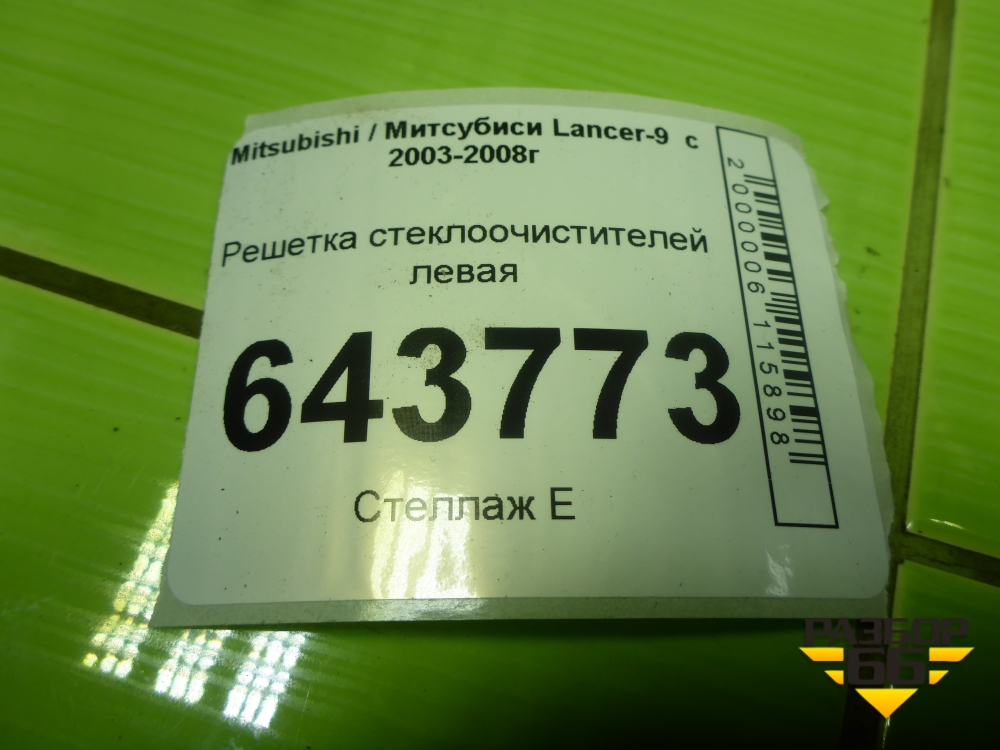 Mitsubishi / Митсубиси Lancer-9 с
2003-2008г
Решетка стеклоочистителей
левая
643773
Стеллаж Е
2000006115898
РАЗБОР
66